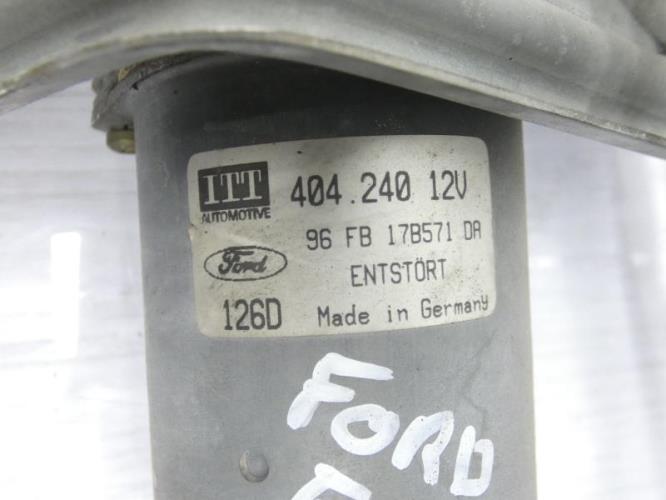 ITT 404.240 12V
AUTOMOTIVE
96 FB 17B571 DA
Ford ENTSTÖRT
126D Made in Germany
FORD